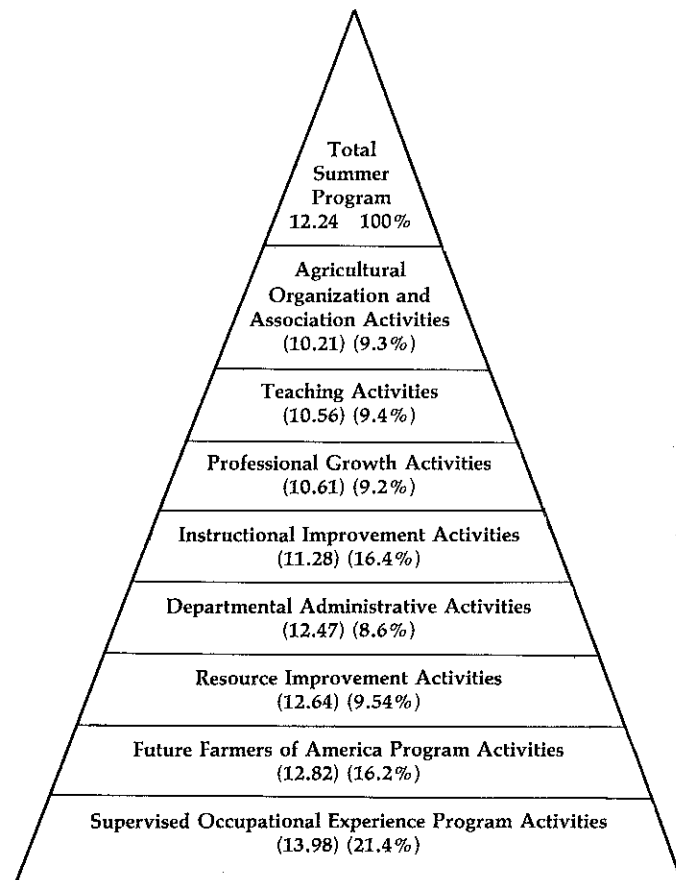 Total
Summer
Program
12.24 100%
Agricultural
Organization and
Association Activities
(10.21) (9.3%)
Teaching Activities
(10.56) (9.4%)
Professional Growth Activities
(10.61) (9.2%)
Instructional Improvement Activities
(11.28) (16.4%)
Departmental Administrative Activities
(12.47) (8.6%)
Resource Improvement Activities
(12.64) (9.54%)
Future Farmers of America Program Activities
(12.82) (16.2%)
Supervised Occupational Experience Program Activities
(13.98) (21.4%)